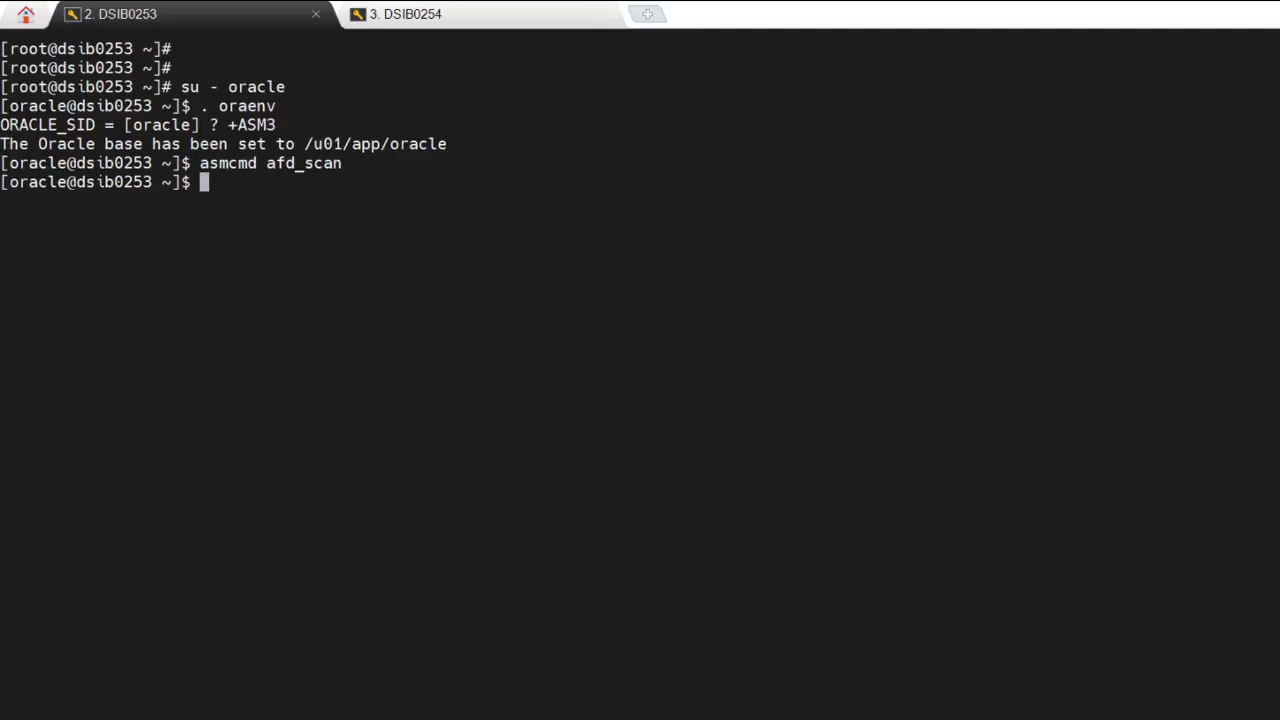 2. DSIB0253
3. DSIB0254
[root@dsib0253 ~]#
[root@dsib0253 ~]#
[root@dsib0253 ~]# su - oracle
[oracle@dsib0253 ~]$ . oraenv
ORACLE_SID = [oracle] ? +ASM3
The Oracle base has been set to /u01/app/oracle
[oracle@dsib0253 ~]$ asmcmd afd_scan
[oracle@dsib0253 ~]$